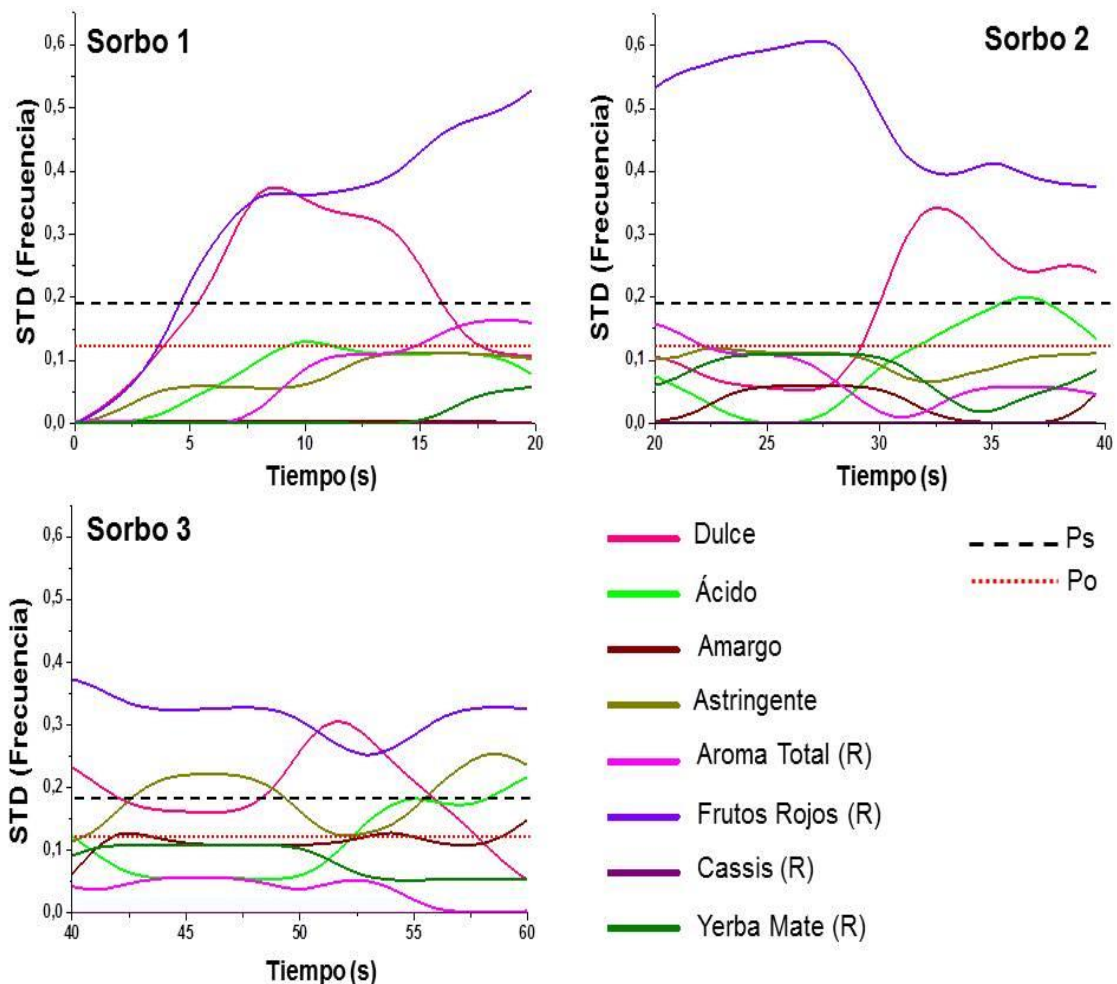 Sorbo 1
STD (Frecuencia)
0,6
0,5
0,4
0,3
0,2
0,1
0,0
0 5 10 15 20
Tiempo (s)
Sorbo 2
STD (Frecuencia)
0,6
0,5
0,4
0,3
0,2
0,1
0,0
20 25 30 35 40
Tiempo (s)
Sorbo 3
STD (Frecuencia)
0,6
0,5
0,4
0,3
0,2
0,1
0,0
40 45 50 55 60
Tiempo (s)
Dulce
Ácido
Amargo
Astringente
Aroma Total (R)
Frutos Rojos (R)
Cassis (R)
Yerba Mate (R)
Ps
Po